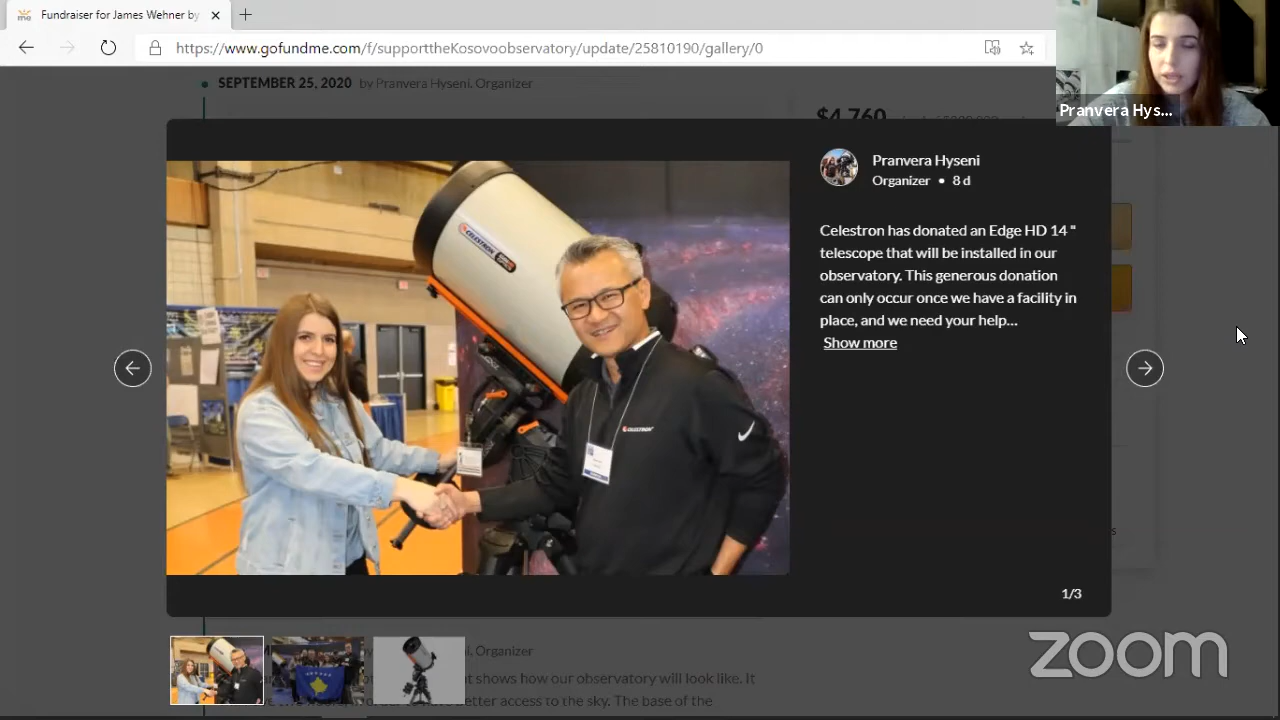 Fundraiser for James Wehner by
https://www.gofundme.com/f/supporttheKosovoobservatory/update/25810190/gallery/0
Pranvera Hys...
SEPTEMBER 25, 2020 by Pranvera Hyseni, Organizer
$4,760
Pranvera Hyseni
Organizer • 8 d
Celestron has donated an Edge HD 14 "
telescope that will be installed in our
observatory. This generous donation
can only occur once we have a facility in
place, and we need your help...
Show more
CELESTRON
CELESTRON
1/3
Organizer
shows how our observatory will look like. It
better access to the sky. The base of the
zoom